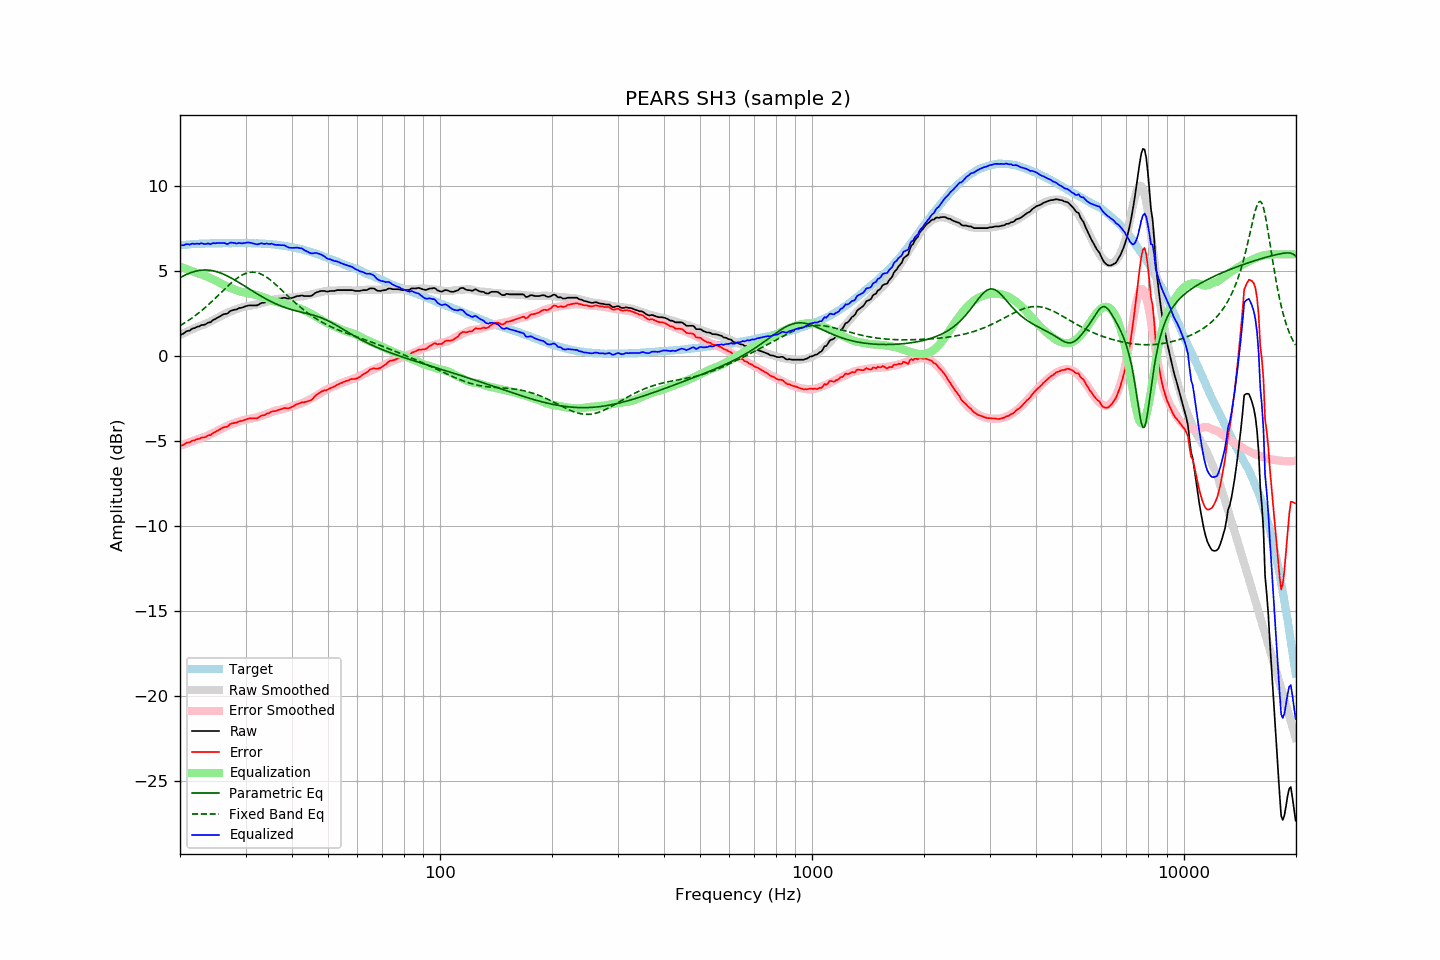 PEARS SH3 (sample 2)
10
5
0
−5
−10
−15
−20
−25
Amplitude (dBr)
Target
Raw Smoothed
Error Smoothed
Raw
Error
Equalization
Parametric Eq
Fixed Band Eq
Equalized
100
1000
10000
Frequency (Hz)